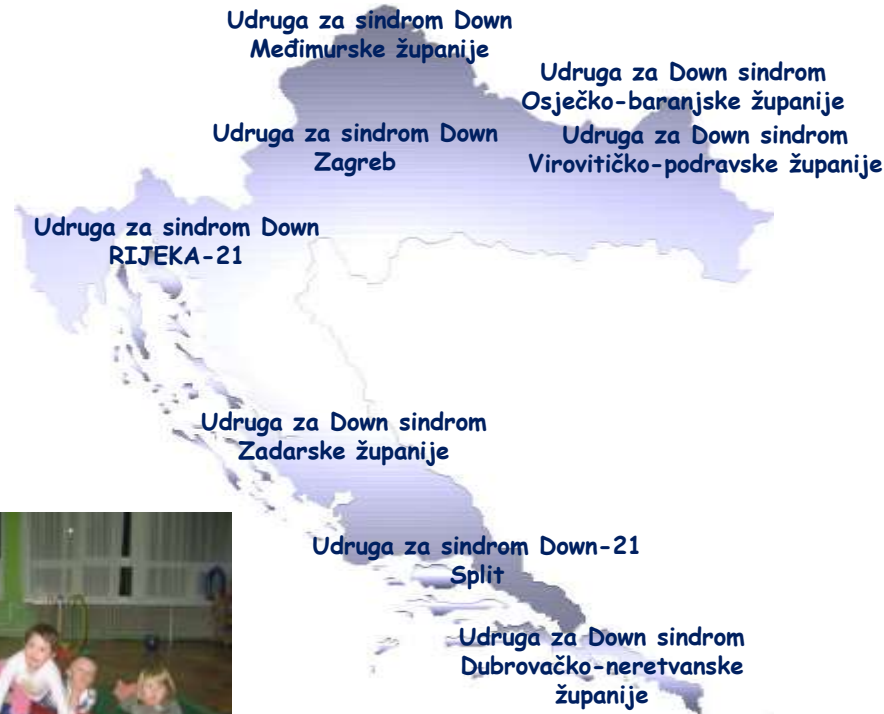 Udruga za sindrom Down
Međimurske županije
Udruga za Down sindrom
Osječko-baranjske županije
Udruga za sindrom Down
Zagreb
Udruga za Down sindrom
Virovitičko-podravske županije
Udruga za sindrom Down
RIJEKA-21
Udruga za Down sindrom
Zadarske županije
Udruga za sindrom Down-21
Split
Udruga za Down sindrom
Dubrovačko-neretvanske
županije